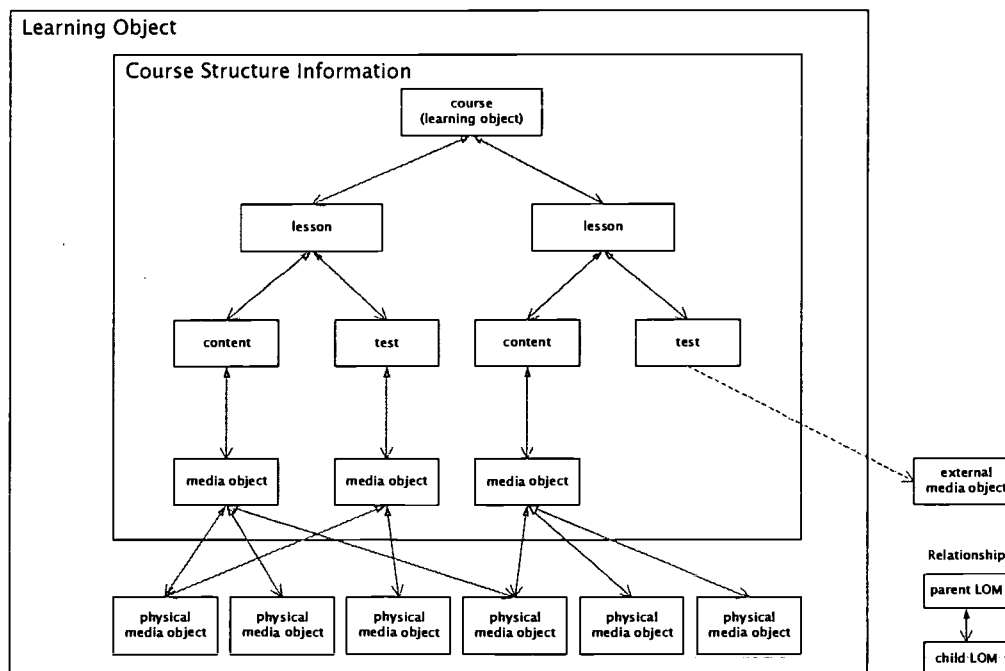 Learning Object
Course Structure Information
course
(learning object)
lesson
lesson
content
test
content
test
media object
media object
media object
external
media object
Relationship
parent LOM
child LOM
physical
media object
physical
media object
physical
media object
physical
media object
physical
media object
physical
media object